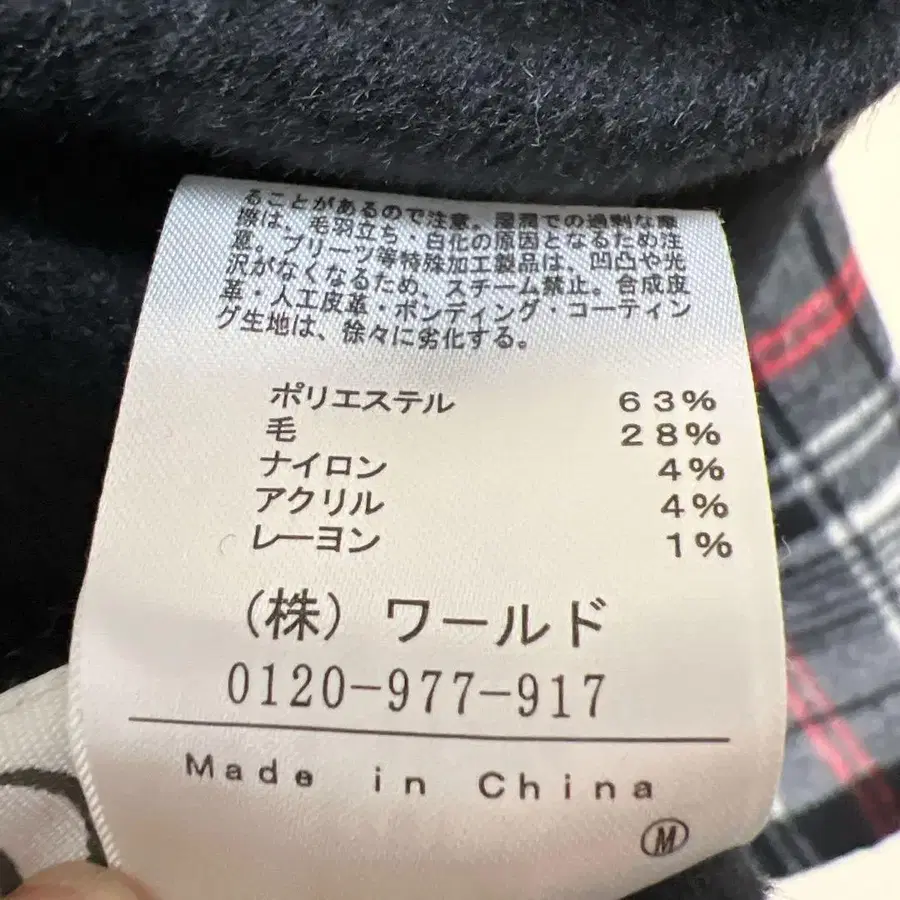 ることがあるので注意。湿潤での過剰な摩
擦は、毛羽立ち・白化の原因となるため注
意。プリーツ等特殊加工製品は、凹凸や光
沢がなくなるため、スチーム禁止。合成皮
革・人工皮革・ボンディング・コーティン
グ生地は、徐々に劣化する。
ポリエステル 63%
毛 28%
ナイロン 4%
アクリル 4%
レーヨン 1%
(株)ワールド
0120-977-917
Made in China
M